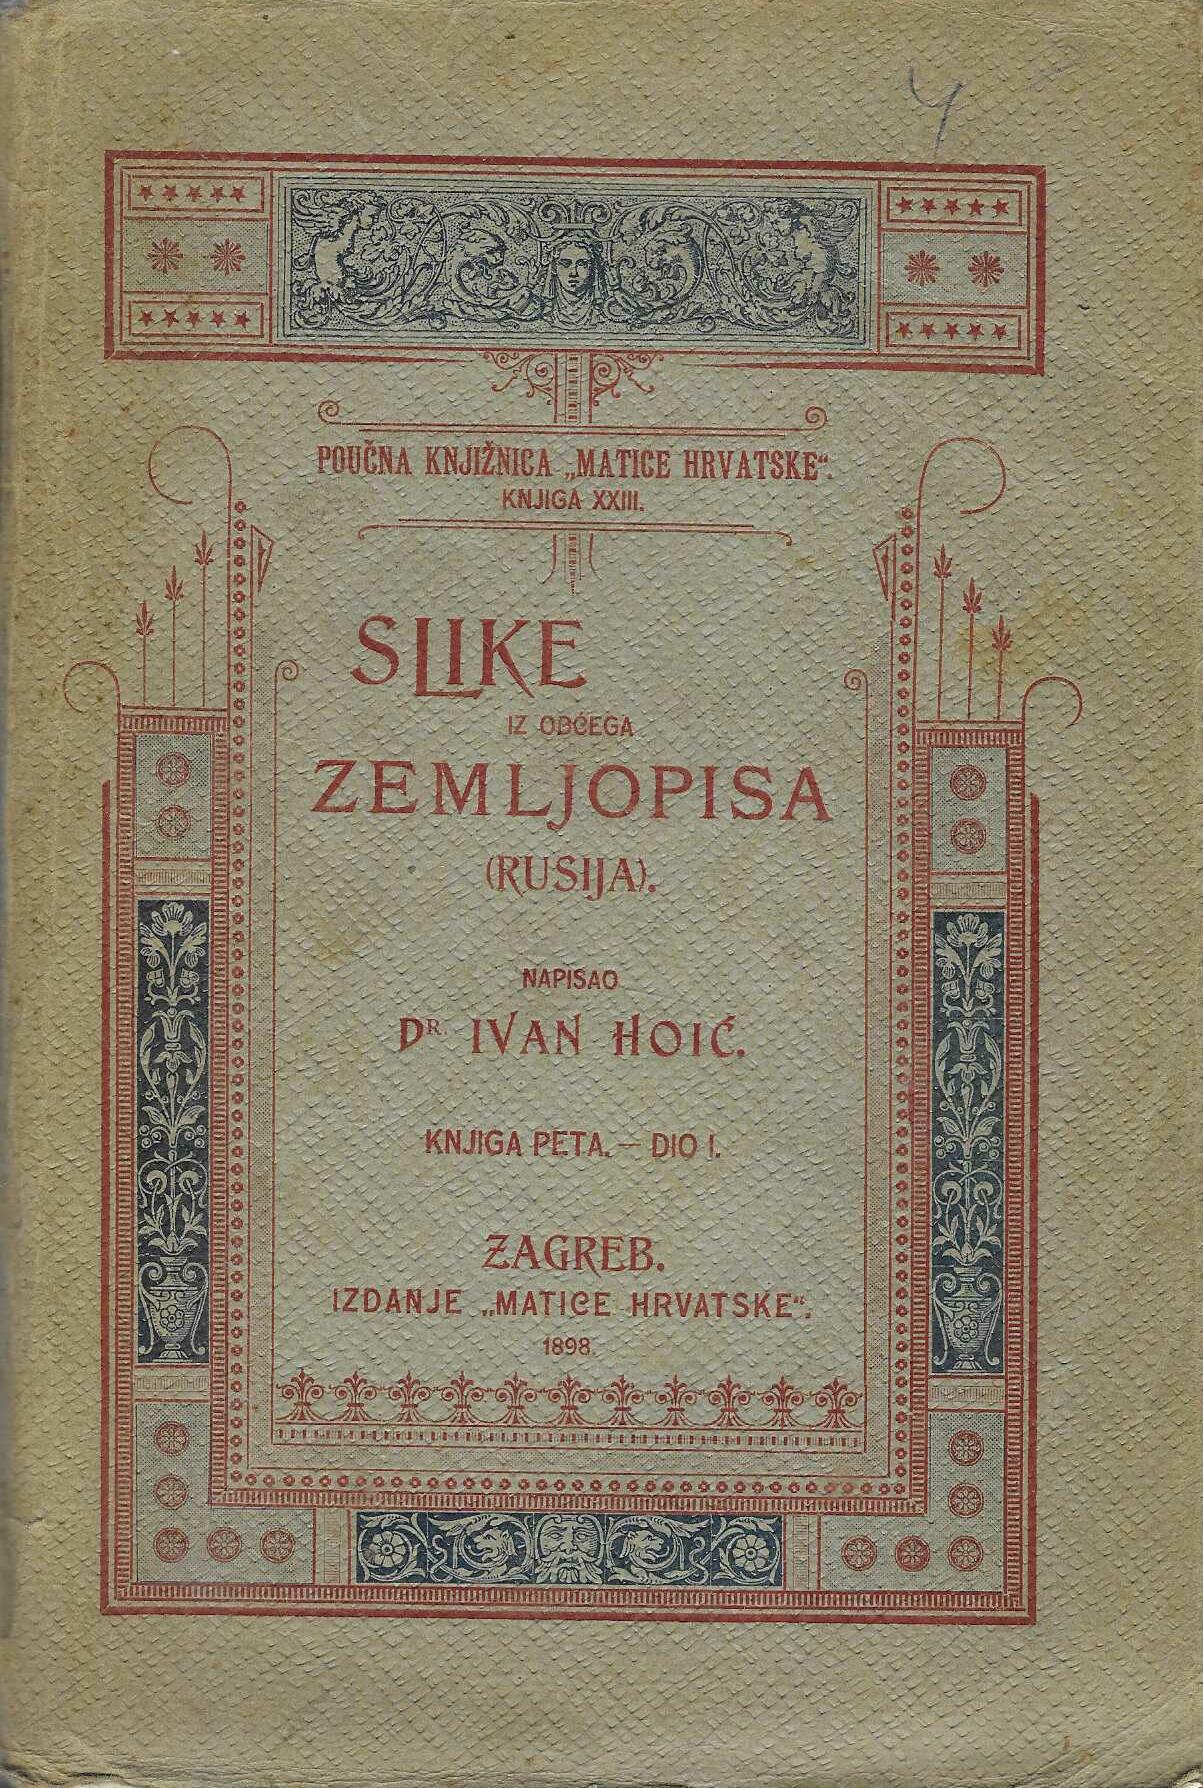 POUČNA KNJIŽNICA „MATICE HRVATSKE“.
KNJIGA XXIII.
SLIKE
IZ OBĆEGA
ZEMLJOPISA
(RUSIJA).
NAPISAO
DR. IVAN HOIĆ.
KNJIGA PETA. — DIO I.
ZAGREB.
IZDANJE „MATICE HRVATSKE“.
1898.